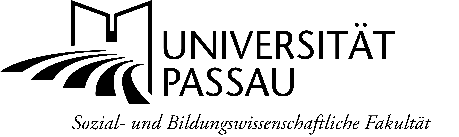 UNIVERSITÄT
PASSAU
Sozial- und Bildungswissenschaftliche Fakultät